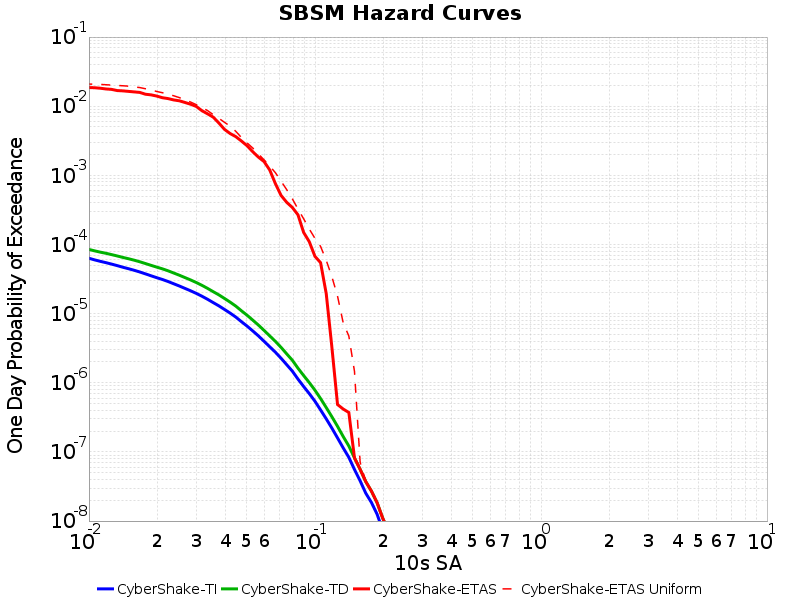 SBSM Hazard Curves
One Day Probability of Exceedance
10-1
10-2
10-3
10-4
10-5
10-6
10-7
10-8
10-2 2 3 4 5 6 10-1 2 3 4 5 6 7 100 2 3 4 5 6 7 101
10s SA
CyberShake-TI CyberShake-TD CyberShake-ETAS CyberShake-ETAS Uniform